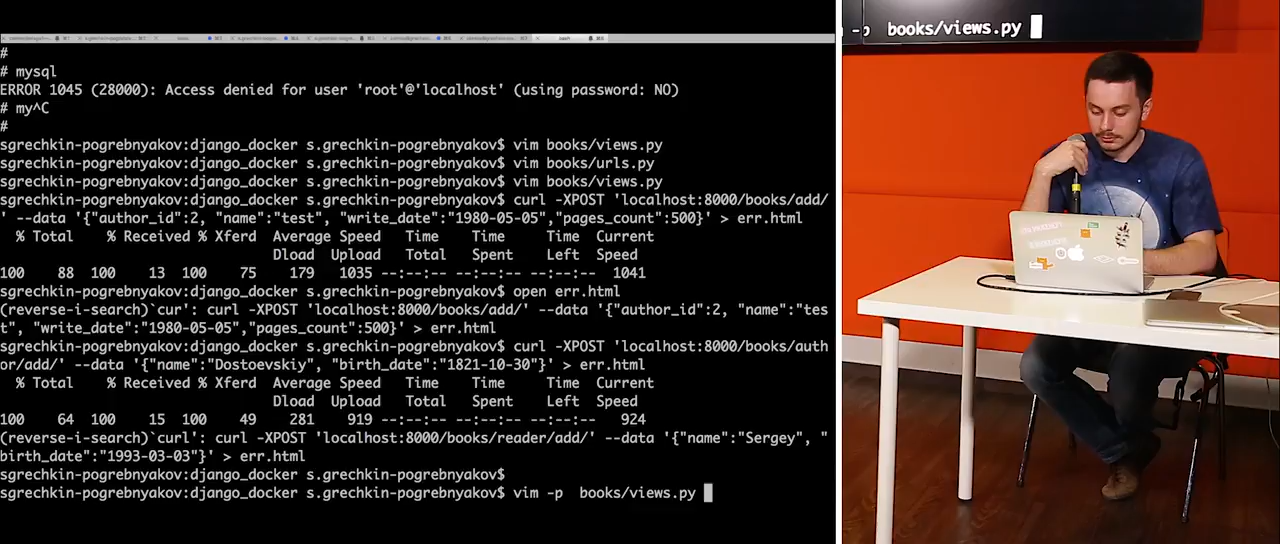 #
# mysql
ERROR 1045 (28000): Access denied for user 'root'@'localhost' (using password: NO)
# my^C
#
sgrechkin-pogrebnyakov:django_docker s.grechkin-pogrebnyakov$ vim books/views.py
sgrechkin-pogrebnyakov:django_docker s.grechkin-pogrebnyakov$ vim books/urls.py
sgrechkin-pogrebnyakov:django_docker s.grechkin-pogrebnyakov$ vim books/views.py
sgrechkin-pogrebnyakov:django_docker s.grechkin-pogrebnyakov$ curl -XPOST 'localhost:8000/books/add/
' --data '{"author_id":2, "name":"test", "write_date":"1980-05-05","pages_count":500}' > err.html
% Total % Received % Xferd Average Speed Time Time Time Current
Dload Upload Total Spent Left Speed
100 88 100 13 100 75 179 1035 --:--:-- --:--:-- --:--:-- 1041
sgrechkin-pogrebnyakov:django_docker s.grechkin-pogrebnyakov$ open err.html
(reverse-i-search)`cur': curl -XPOST 'localhost:8000/books/add/' --data '{"author_id":2, "name":"tes
t", "write_date":"1980-05-05","pages_count":500}' > err.html
sgrechkin-pogrebnyakov:django_docker s.grechkin-pogrebnyakov$ curl -XPOST 'localhost:8000/books/auth
or/add/' --data '{"name":"Dostoevskiy", "birth_date":"1821-10-30"}' > err.html
% Total % Received % Xferd Average Speed Time Time Time Current
Dload Upload Total Spent Left Speed
100 64 100 15 100 49 281 919 --:--:-- --:--:-- --:--:-- 924
(reverse-i-search)`curl': curl -XPOST 'localhost:8000/books/reader/add/' --data '{"name":"Sergey", "
birth_date":"1993-03-03"}' > err.html
sgrechkin-pogrebnyakov:django_docker s.grechkin-pogrebnyakov$
sgrechkin-pogrebnyakov:django_docker s.grechkin-pogrebnyakov$ vim -p books/views.py
-p books/views.py